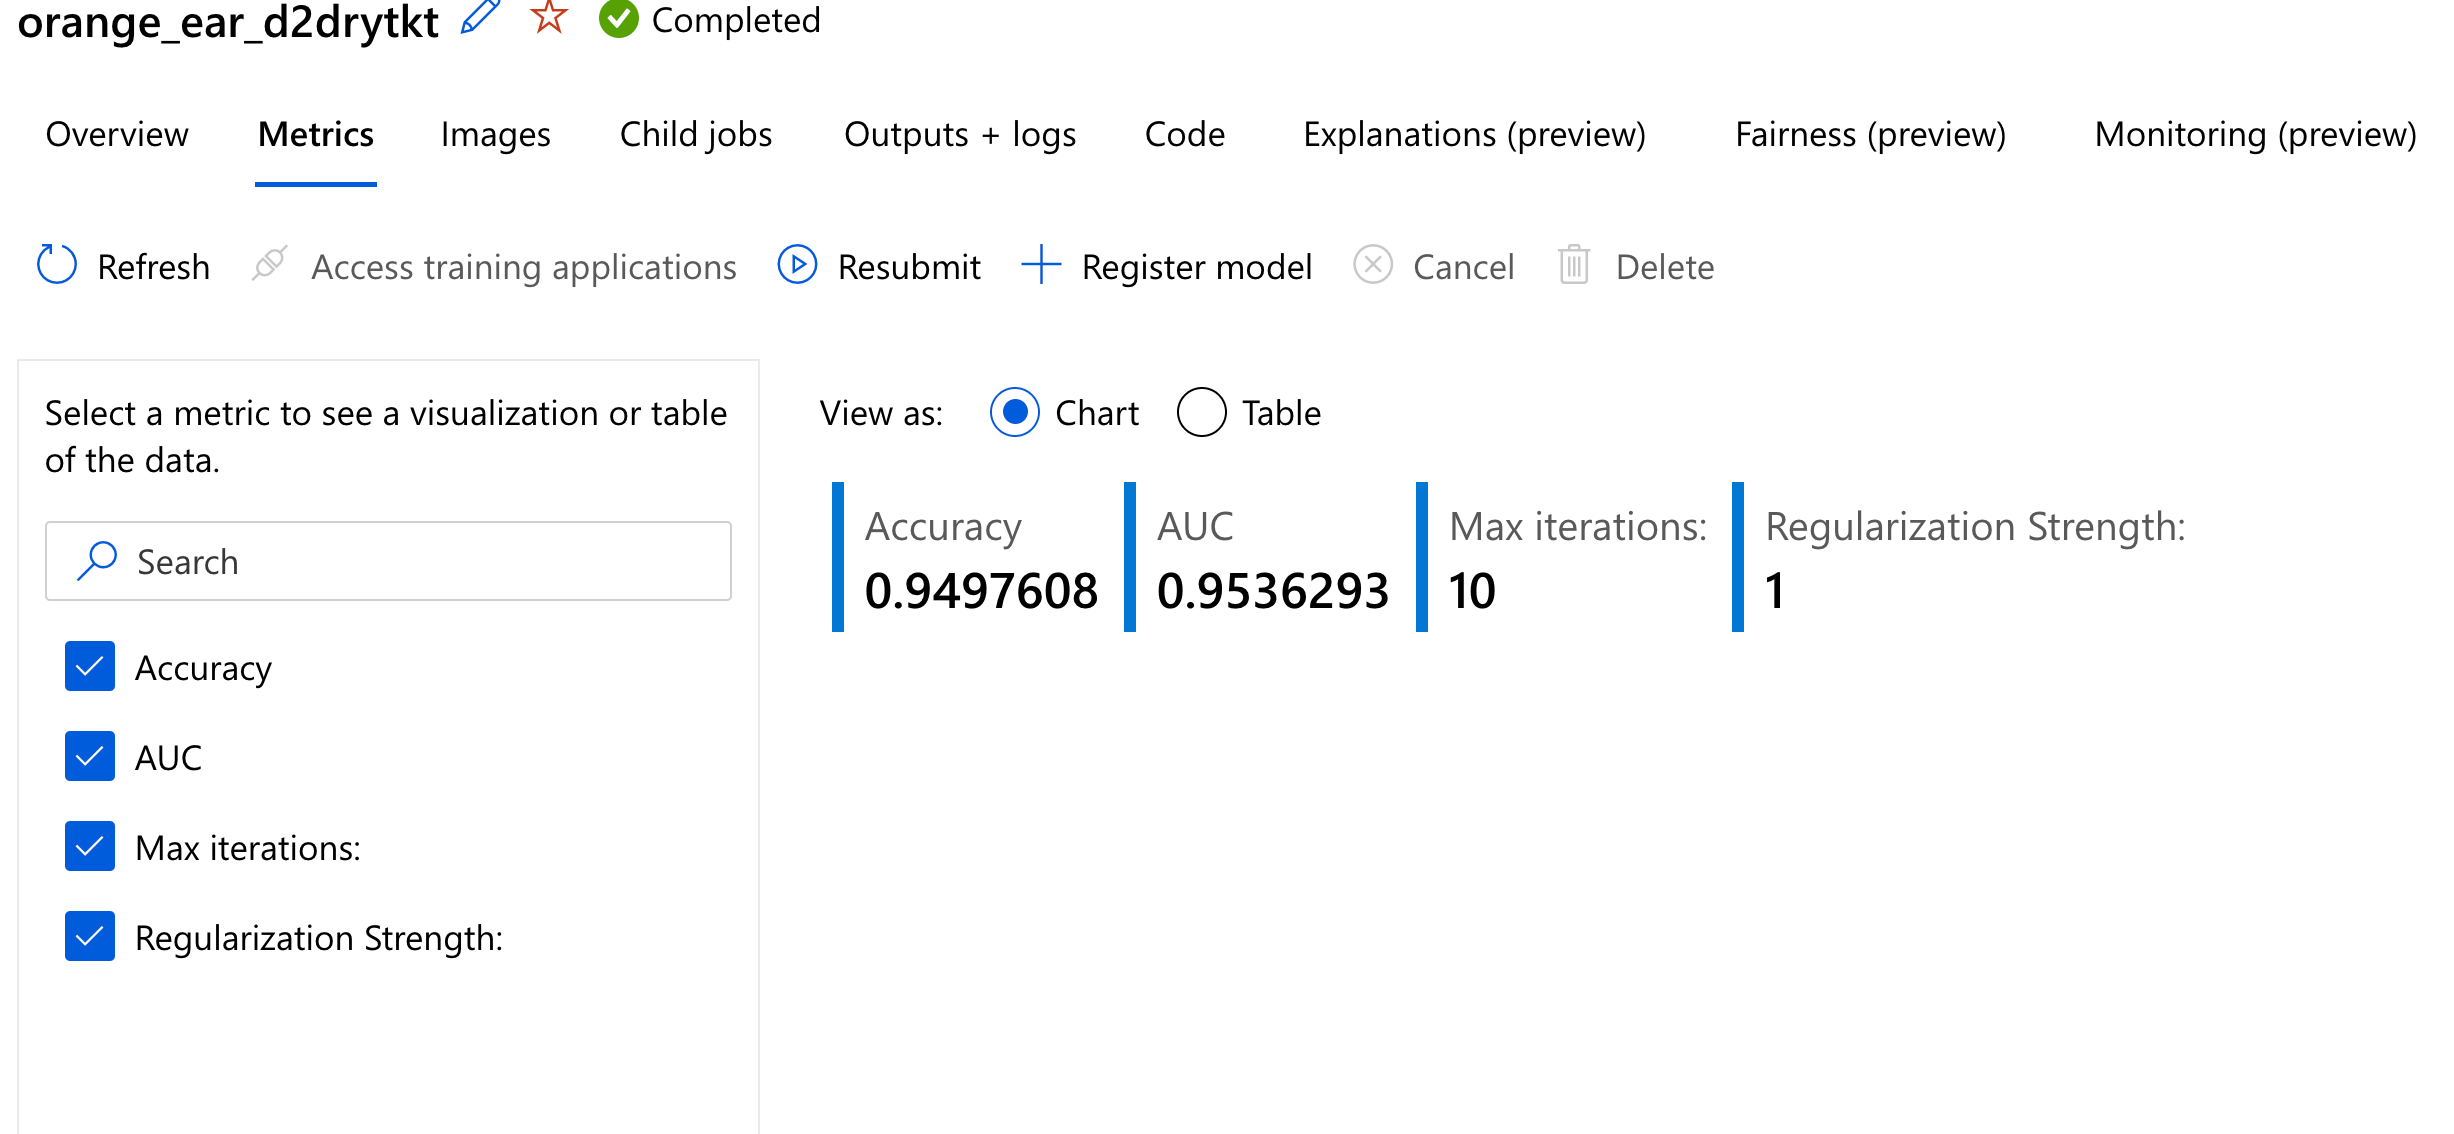 orange_ear_d2drytkt Completed
Overview Metrics Images Child jobs Outputs + logs Code Explanations (preview) Fairness (preview) Monitoring (preview)
Refresh Access training applications Resubmit Register model Cancel Delete
Select a metric to see a visualization or table
of the data.
Search
Accuracy
AUC
Max iterations:
Regularization Strength:
View as: Chart Table
Accuracy
0.9497608
AUC
0.9536293
Max iterations:
10
Regularization Strength:
1